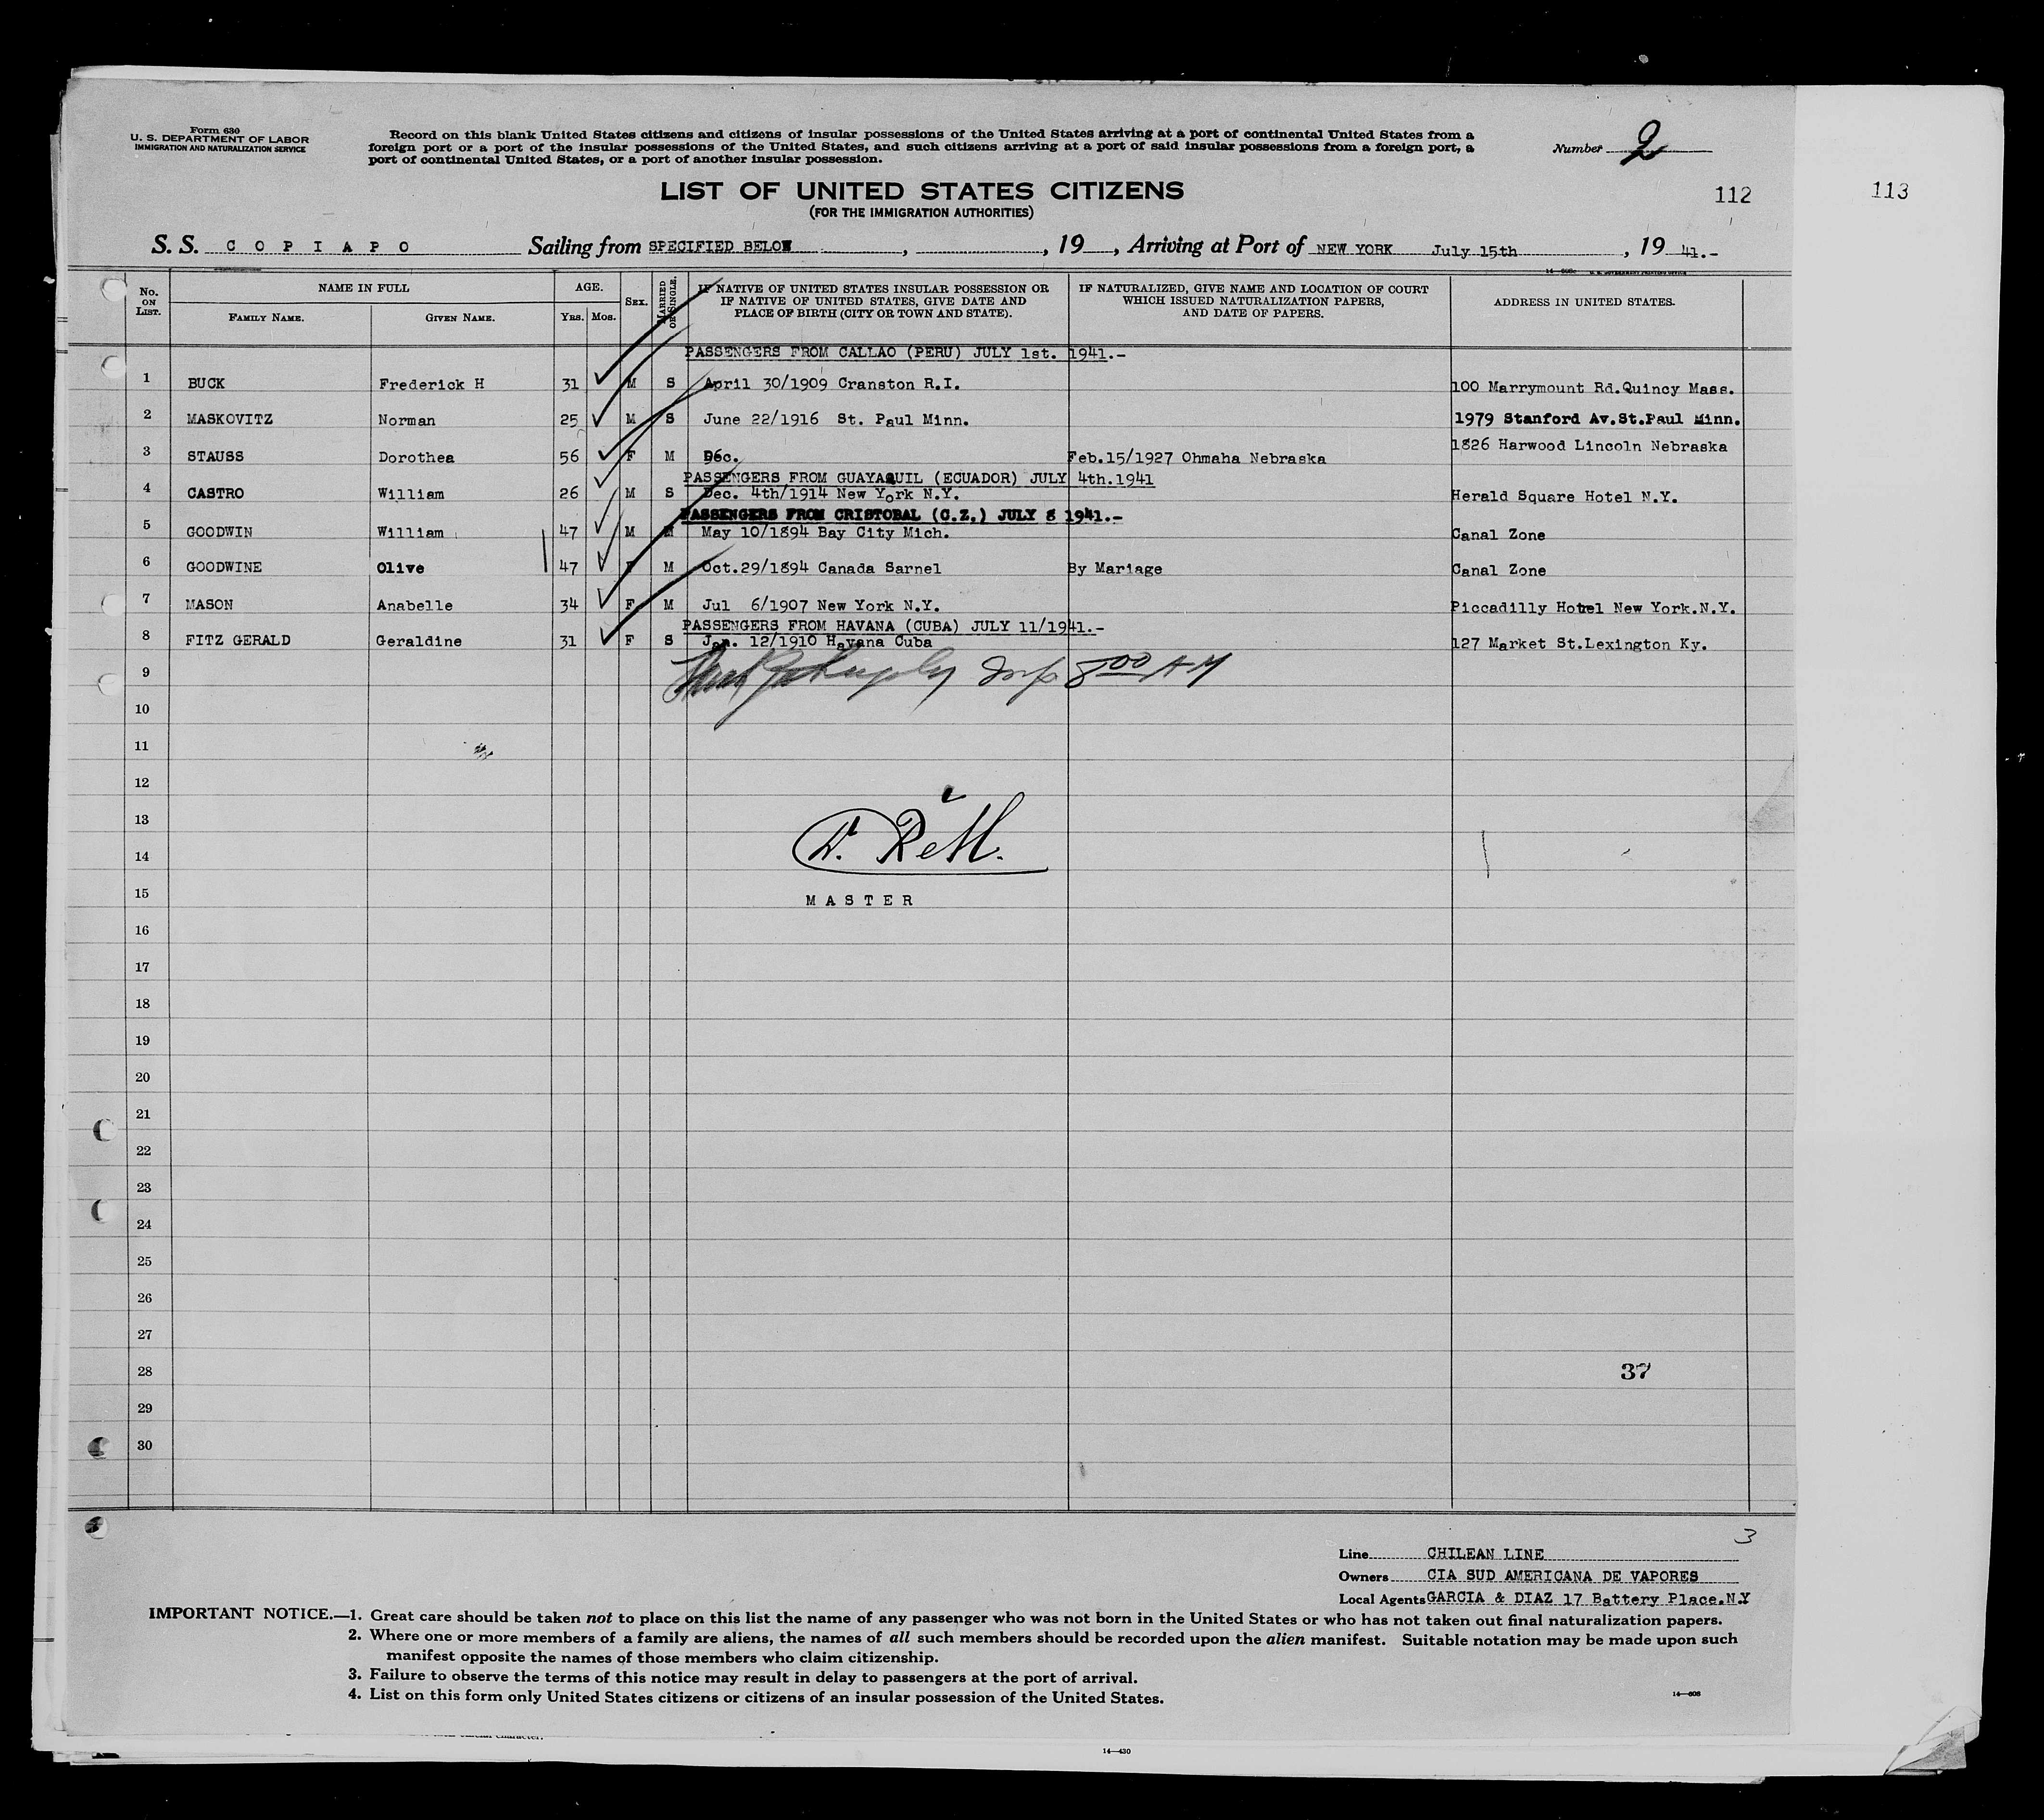 Form 630
U. S. DEPARTMENT OF LABOR
IMMIGRATION AND NATURALIZATION SERVICE
Record on this blank United States citizens and citizens of insular possessions of the United States arriving at a port of continental United States from a
foreign port or a port of the insular possessions of the United States, and such citizens arriving at a port of said insular possessions from a foreign port, a
port of continental United States, or a port of another insular possession.
Number 2
LIST OF UNITED STATES CITIZENS
(FOR THE IMMIGRATION AUTHORITIES)
112
113
S. S. C O P I A P O Sailing from SPECIFIED BELOW , , 19 , Arriving at Port of NEW YORK July 15th , 19 41.-
No. ON LIST. NAME IN FULL AGE. SEX. MARRIED OR SINGLE. IF NATIVE OF UNITED STATES INSULAR POSSESSION OR IF NATURALIZED, GIVE NAME AND LOCATION OF COURT
IF NATIVE OF UNITED STATES, GIVE DATE AND WHICH ISSUED NATURALIZATION PAPERS, ADDRESS IN UNITED STATES.
FAMILY NAME. GIVEN NAME. YRS. MOS. PLACE OF BIRTH (CITY OR TOWN AND STATE). AND DATE OF PAPERS.
PASSENGERS FROM CALLAO (PERU) JULY 1st. 1941.-
1 BUCK Frederick H 31 M S April 30/1909 Cranston R.I. 100 Marrymount Rd.Quincy Mass.
2 MASKOVITZ Norman 25 M S June 22/1916 St. Paul Minn. 1979 Stanford Av.St.Paul Minn.
3 STAUSS Dorothea 56 F M Dec. Feb.15/1927 Ohmaha Nebraska 1826 Harwood Lincoln Nebraska
PASSENGERS FROM GUAYAQUIL (ECUADOR) JULY 4th.1941
4 CASTRO William 26 M S Dec. 4th/1914 New York N.Y. Herald Square Hotel N.Y.
PASSENGERS FROM CRISTOBAL (C.Z.) JULY 8 1941.-
5 GOODWIN William 47 M M May 10/1894 Bay City Mich. Canal Zone
6 GOODWINE Olive 47 F M Oct.29/1894 Canada Sarnel By Mariage Canal Zone
7 MASON Anabelle 34 F M Jul 6/1907 New York N.Y. Piccadilly Hotel New York.N.Y.
PASSENGERS FROM HAVANA (CUBA) JULY 11/1941.-
8 FITZ GERALD Geraldine 31 F S Jan. 12/1910 Havana Cuba 127 Market St.Lexington Ky.
9 8 00 AM
10
11
12
13
14
15 M A S T E R
16
17
18
19
20
21
22
23
24
25
26
27
28 37
29
30
3
Line CHILEAN LINE
Owners CIA SUD AMERICANA DE VAPORES
Local Agents GARCIA & DIAZ 17 Battery Place.N.Y
IMPORTANT NOTICE.—1. Great care should be taken not to place on this list the name of any passenger who was not born in the United States or who has not taken out final naturalization papers.
2. Where one or more members of a family are aliens, the names of all such members should be recorded upon the alien manifest. Suitable notation may be made upon such
manifest opposite the names of those members who claim citizenship.
3. Failure to observe the terms of this notice may result in delay to passengers at the port of arrival.
4. List on this form only United States citizens or citizens of an insular possession of the United States.
14—608
14—430